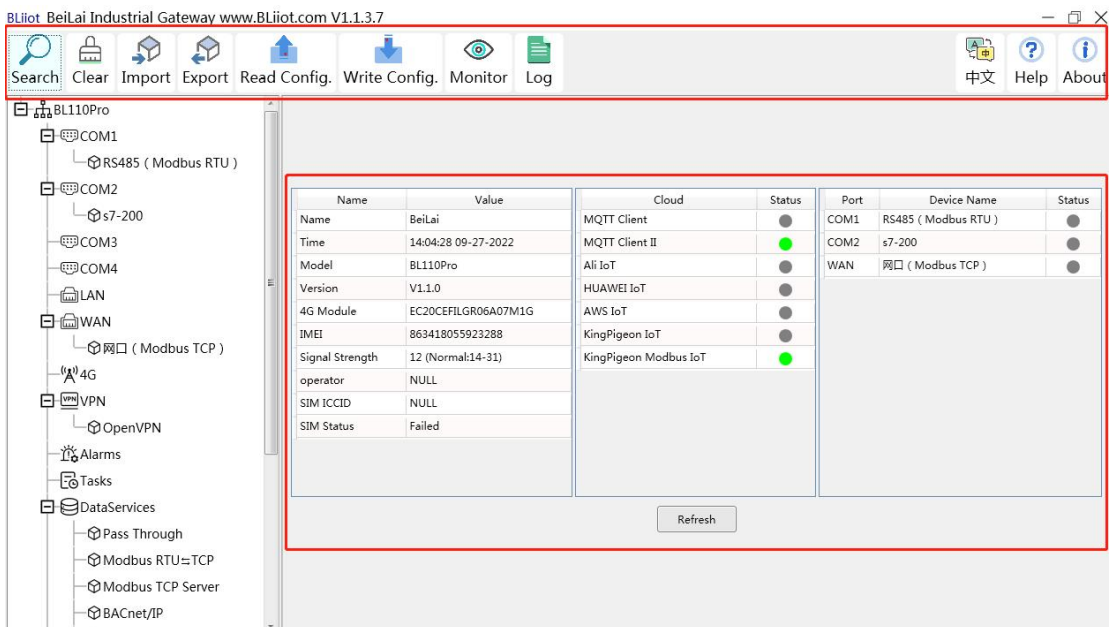 BLiiot BeiLai Industrial Gateway www.BLiiot.com V1.1.3.7
Search Clear Import Export Read Config. Write Config. Monitor Log 中文 Help About
BL110Pro
COM1
RS485 ( Modbus RTU )
COM2
s7-200
COM3
COM4
LAN
WAN
网口 ( Modbus TCP )
4G
VPN VPN
OpenVPN
Alarms
Tasks
DataServices
Pass Through
Modbus RTU⇆TCP
Modbus TCP Server
BACnet/IP
Name Value
Name BeiLai
Time 14:04:28 09-27-2022
Model BL110Pro
Version V1.1.0
4G Module EC20CEFILGR06A07M1G
IMEI 863418055923288
Signal Strength 12 (Normal:14-31)
operator NULL
SIM ICCID NULL
SIM Status Failed
Cloud Status
MQTT Client
MQTT Client II
Ali IoT
HUAWEI IoT
AWS IoT
KingPigeon IoT
KingPigeon Modbus IoT
Port Device Name Status
COM1 RS485 ( Modbus RTU )
COM2 s7-200
WAN 网口 ( Modbus TCP )
Refresh